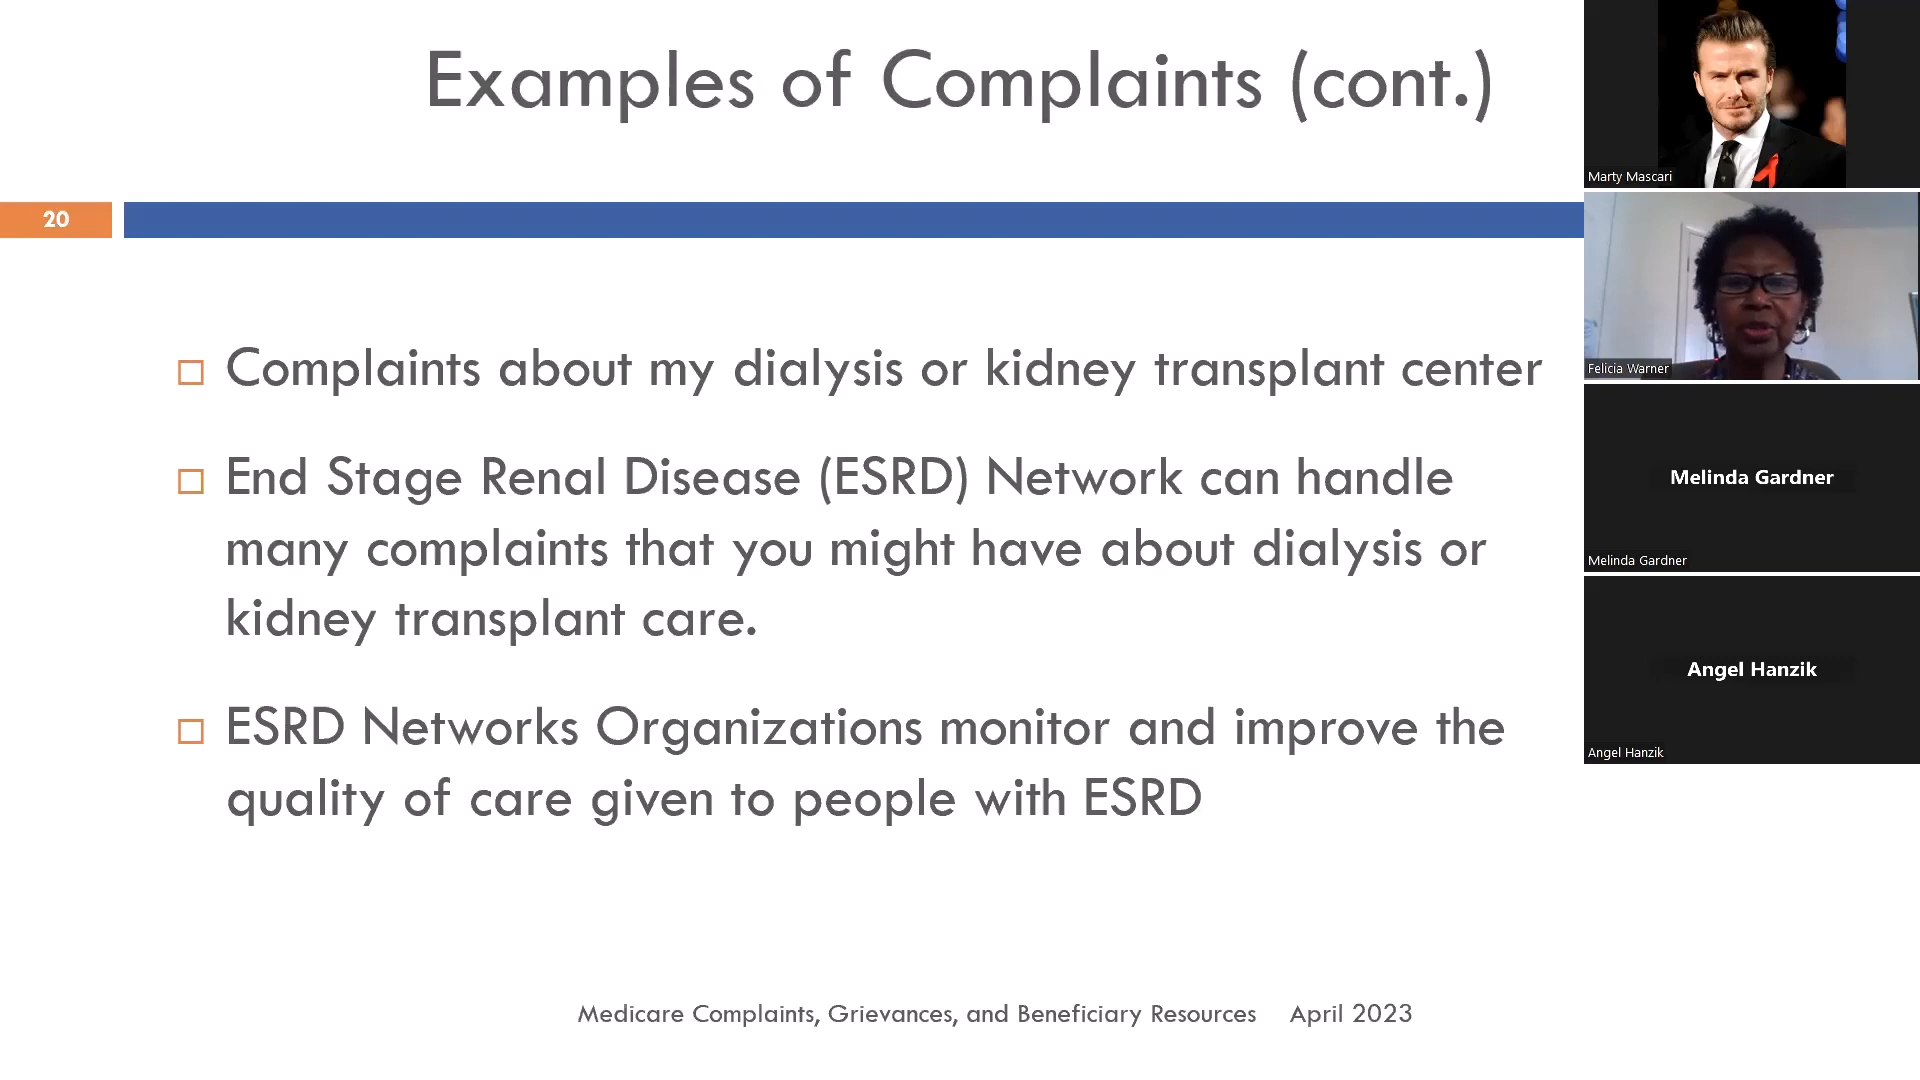 Examples of Complaints (cont.)
20
Complaints about my dialysis or kidney transplant center
End Stage Renal Disease (ESRD) Network can handle
many complaints that you might have about dialysis or
kidney transplant care.
ESRD Networks Organizations monitor and improve the
quality of care given to people with ESRD
Medicare Complaints, Grievances, and Beneficiary Resources April 2023
Marty Mascari
Felicia Warner
Melinda Gardner
Melinda Gardner
Angel Hanzik
Angel Hanzik